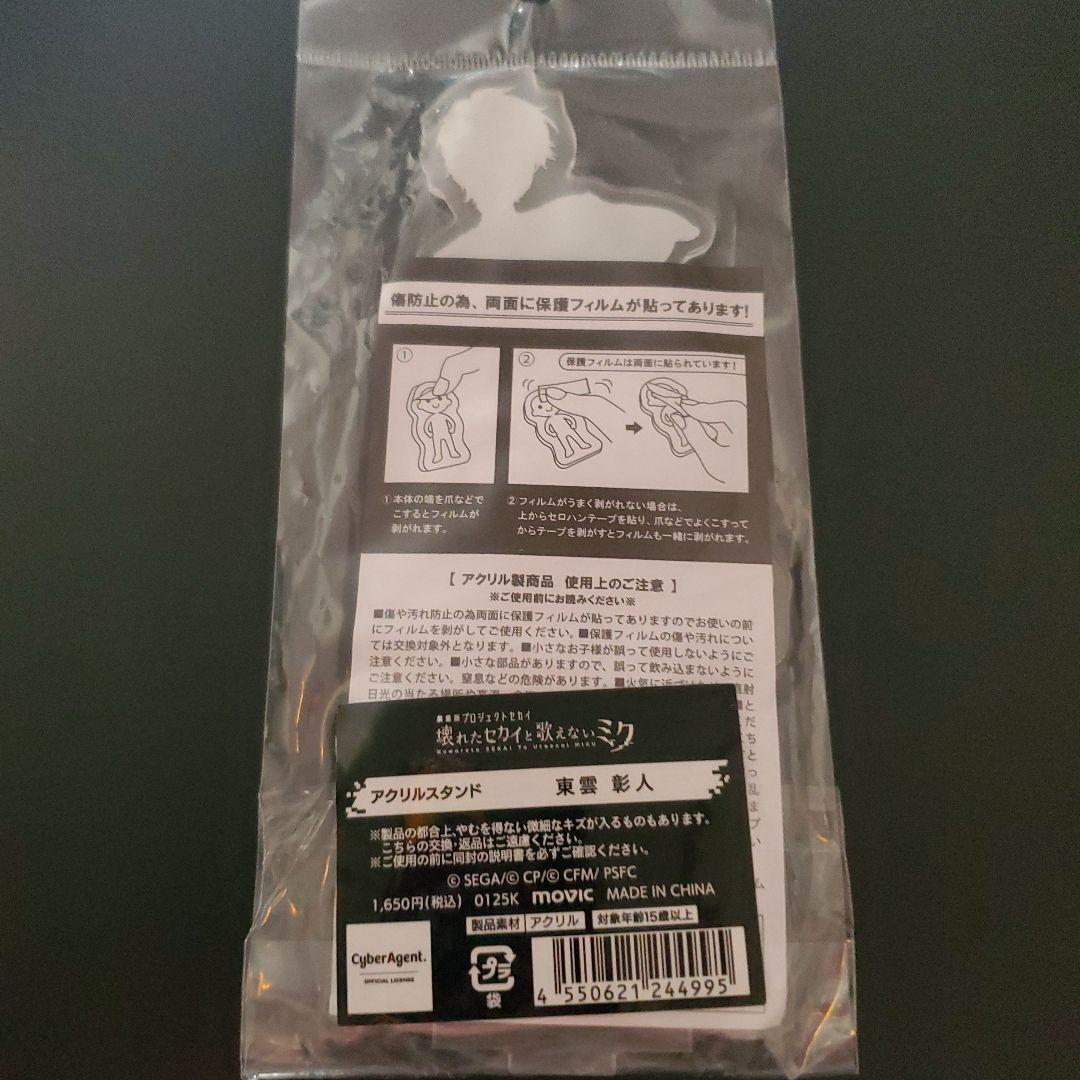 傷防止の為、両面に保護フィルムが貼ってあります!
①
② 保護フィルムは両面に貼られています!
①本体の端を爪などで
こするとフィルムが
剥がれます。
②フィルムがうまく剥がれない場合は、
上からセロハンテープを貼り、爪などでよくこすって
からテープを剥がすとフィルムも一緒に剥がれます。
【 アクリル製商品 使用上のご注意 】
※ご使用前にお読みください※
■傷や汚れ防止の為両面に保護フィルムが貼ってありますのでお使いの前
にフィルムを剥がしてご使用ください。■保護フィルムの傷や汚れについ
ては交換対象外となります。■小さなお子様が誤って使用しないようにご
注意ください。■小さな部品がありますので、誤って飲み込まないように
ご注意ください。窒息などの危険があります。■火気に近づけ
日光の当たる場所や高温
劇場版プロジェクトセカイ
壊れたセカイと歌えないミク
Kowareta SEKAI To Utaenai MIKU
アクリルスタンド 東雲 彰人
※製品の都合上、やむを得ない微細なキズが入るものもあります。
こちらの交換・返品はご遠慮ください。
※ご使用の前に同封の説明書を必ずご確認ください。
© SEGA/© CP/© CFM/ PSFC
1,650円(税込) 0125K movic MADE IN CHINA
製品素材 アクリル 対象年齢15歳以上
CyberAgent.
OFFICIAL LICENSE
プラ
袋
4 550621 244995